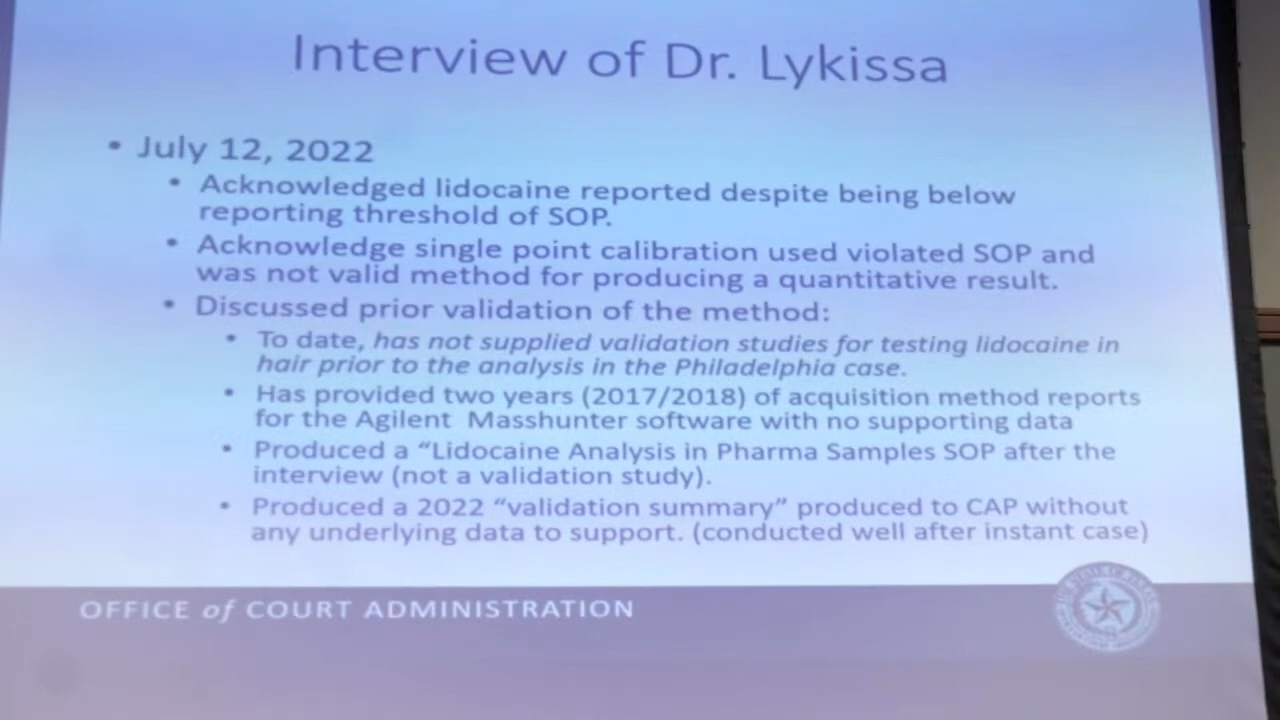 Interview of Dr. Lykissa
• July 12, 2022
• Acknowledged lidocaine reported despite being below
reporting threshold of SOP.
• Acknowledge single point calibration used violated SOP and
was not valid method for producing a quantitative result.
• Discussed prior validation of the method:
• To date, has not supplied validation studies for testing lidocaine in
hair prior to the analysis in the Philadelphia case.
• Has provided two years (2017/2018) of acquisition method reports
for the Agilent Masshunter software with no supporting data
• Produced a “Lidocaine Analysis in Pharma Samples SOP after the
interview (not a validation study).
• Produced a 2022 “validation summary” produced to CAP without
any underlying data to support. (conducted well after instant case)
OFFICE of COURT ADMINISTRATION